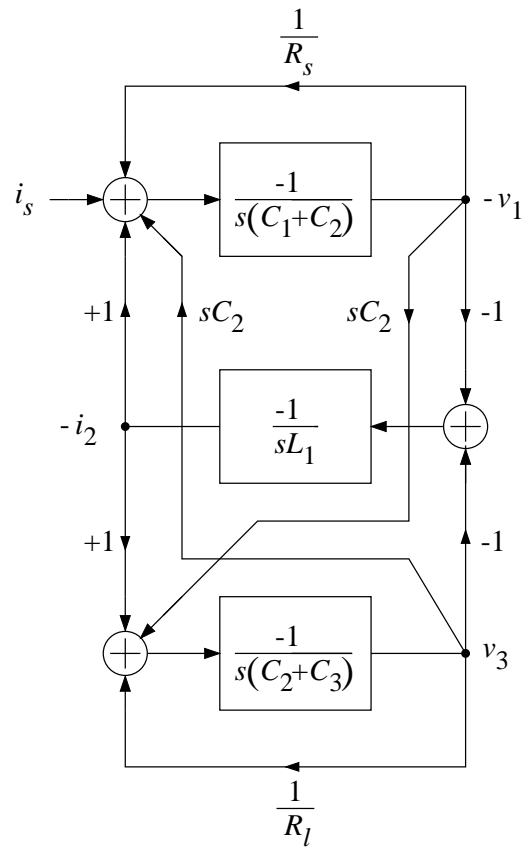 1
R_s
i_s
-1
s(C_1+C_2)
- v_1
+1
sC_2
sC_2
-1
- i_2
-1
sL_1
+1
-1
-1
s(C_2+C_3)
v_3
1
R_l